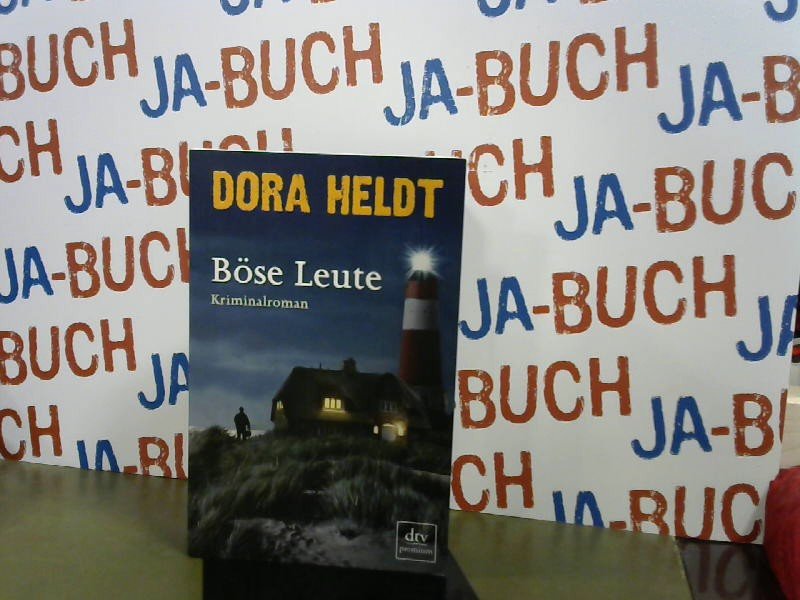 JA-BUCH
JA-BUCH
JA-BUCH
JA-BUCH
JA-BUCH
JA-BUCH
DORA HELDT
Böse Leute
Kriminalroman
dtv
premium